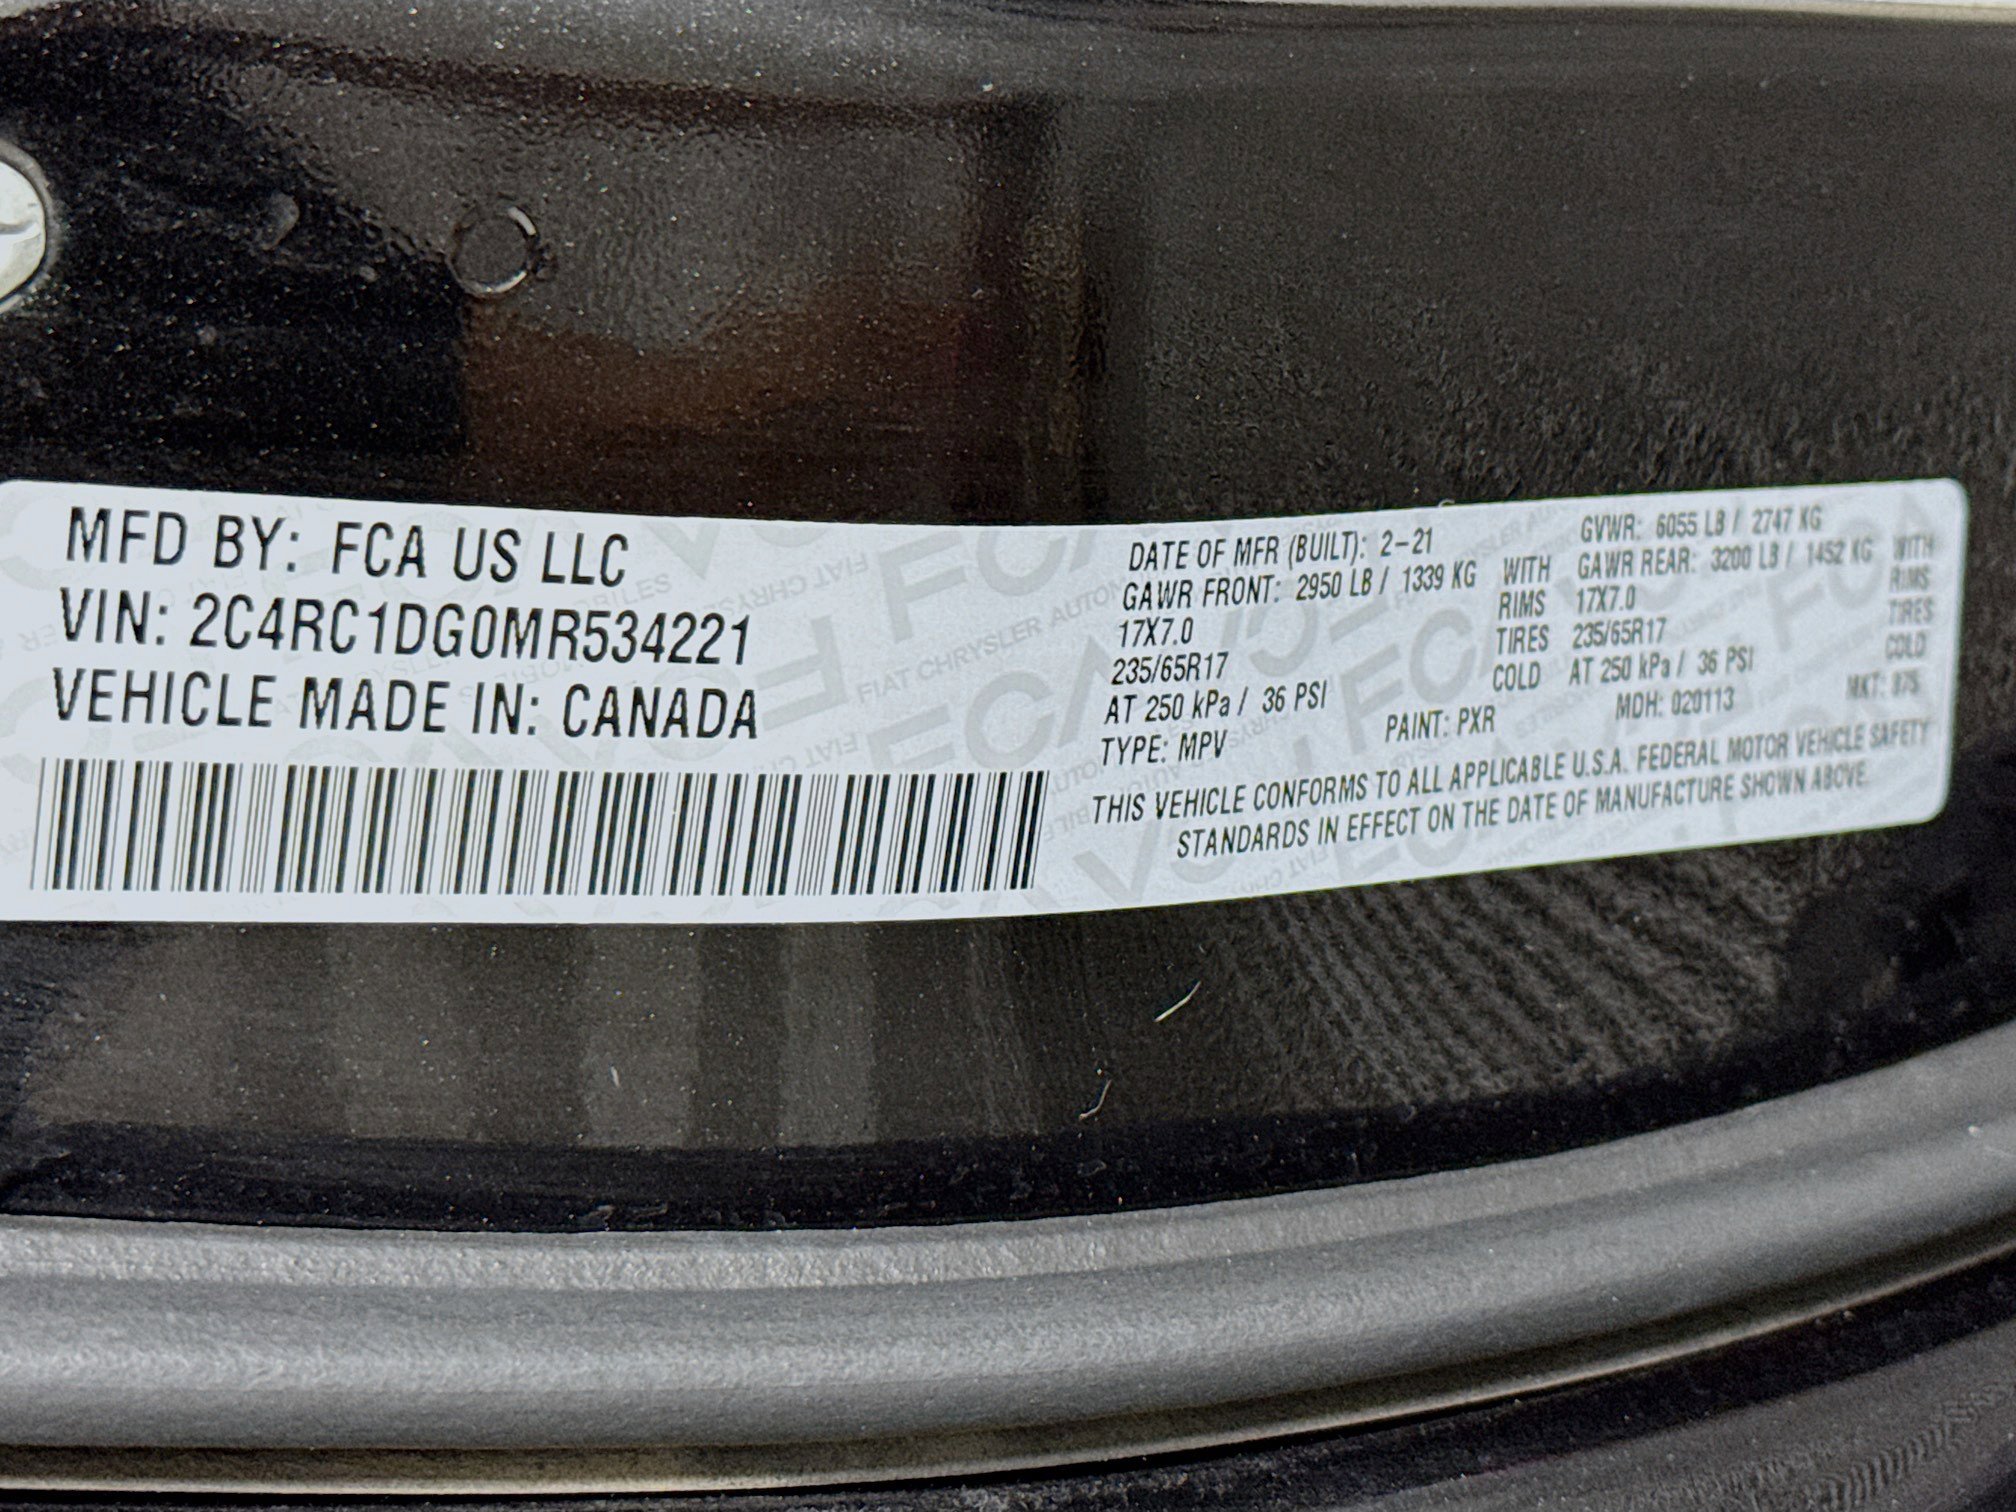 MFD BY: FCA US LLC
VIN: 2C4RC1DG0MR534221
VEHICLE MADE IN: CANADA
DATE OF MFR (BUILT): 2-21 GVWR: 6055 LB / 2747 KG
GAWR FRONT: 2950 LB / 1339 KG WITH GAWR REAR: 3200 LB / 1452 KG WITH
17X7.0 RIMS 17X7.0 RIMS
235/65R17 TIRES 235/65R17 TIRES
AT 250 kPa / 36 PSI COLD AT 250 kPa / 36 PSI COLD
TYPE: MPV PAINT: PXR MDH: 020113 MKT:
THIS VEHICLE CONFORMS TO ALL APPLICABLE U.S.A. FEDERAL MOTOR VEHICLE SAFETY
STANDARDS IN EFFECT ON THE DATE OF MANUFACTURE SHOWN ABOVE.